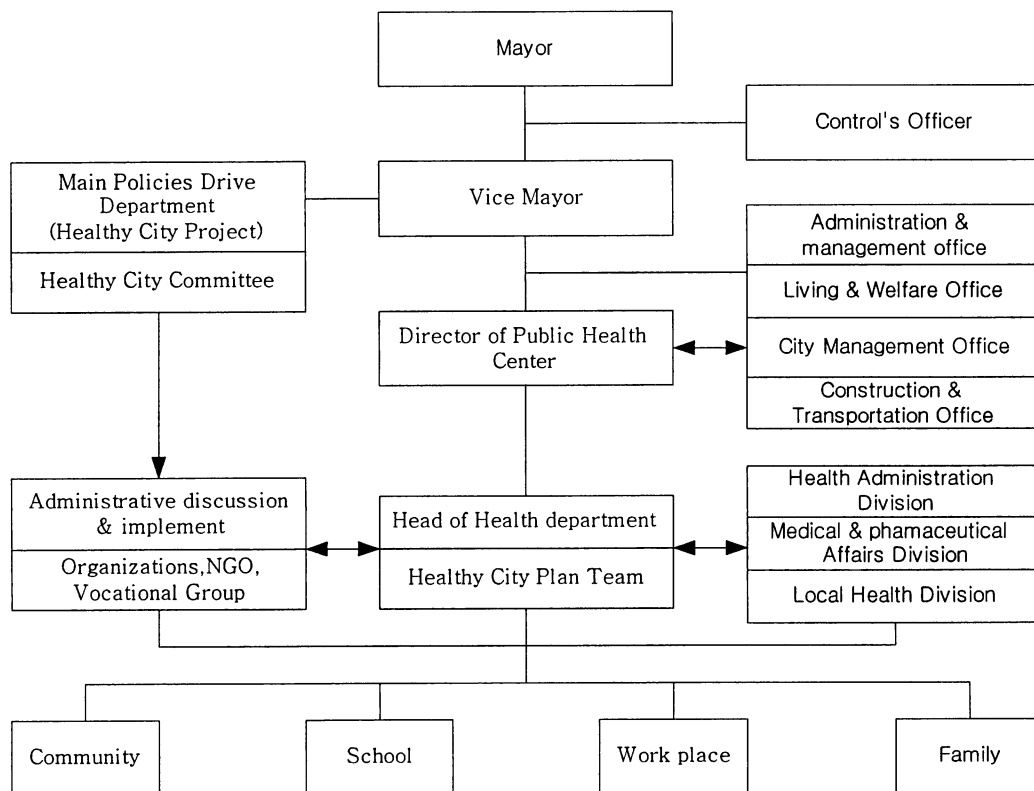 Mayor
Control's Officer
Main Policies Drive
Department
(Healthy City Project)
Healthy City Committee
Vice Mayor
Administration &
management office
Living & Welfare Office
City Management Office
Construction &
Transportation Office
Director of Public Health
Center
Administrative discussion
& implement
Organizations,NGO,
Vocational Group
Head of Health department
Healthy City Plan Team
Health Administration
Division
Medical & phamaceutical
Affairs Division
Local Health Division
Community
School
Work place
Family